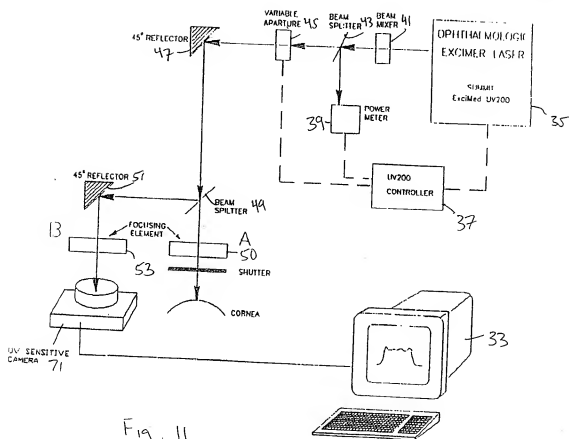 VARIABLE
APARTURE
45
BEAM
SPLITTER
43
BEAM
MIXER
41
45° REFLECTOR
47
OPHTHALMOLOGIC
EXCIMER LASER
SUMMIT
ExciMed UV200
35
39
POWER
METER
UV200
CONTROLLER
37
45° REFLECTOR
51
BEAM
SPILTTER
49
B
FOCUSING
ELEMENT
A
53
50
SHUTTER
CORNEA
UV SENSITIVE
CAMERA 71
33
Fig. 11